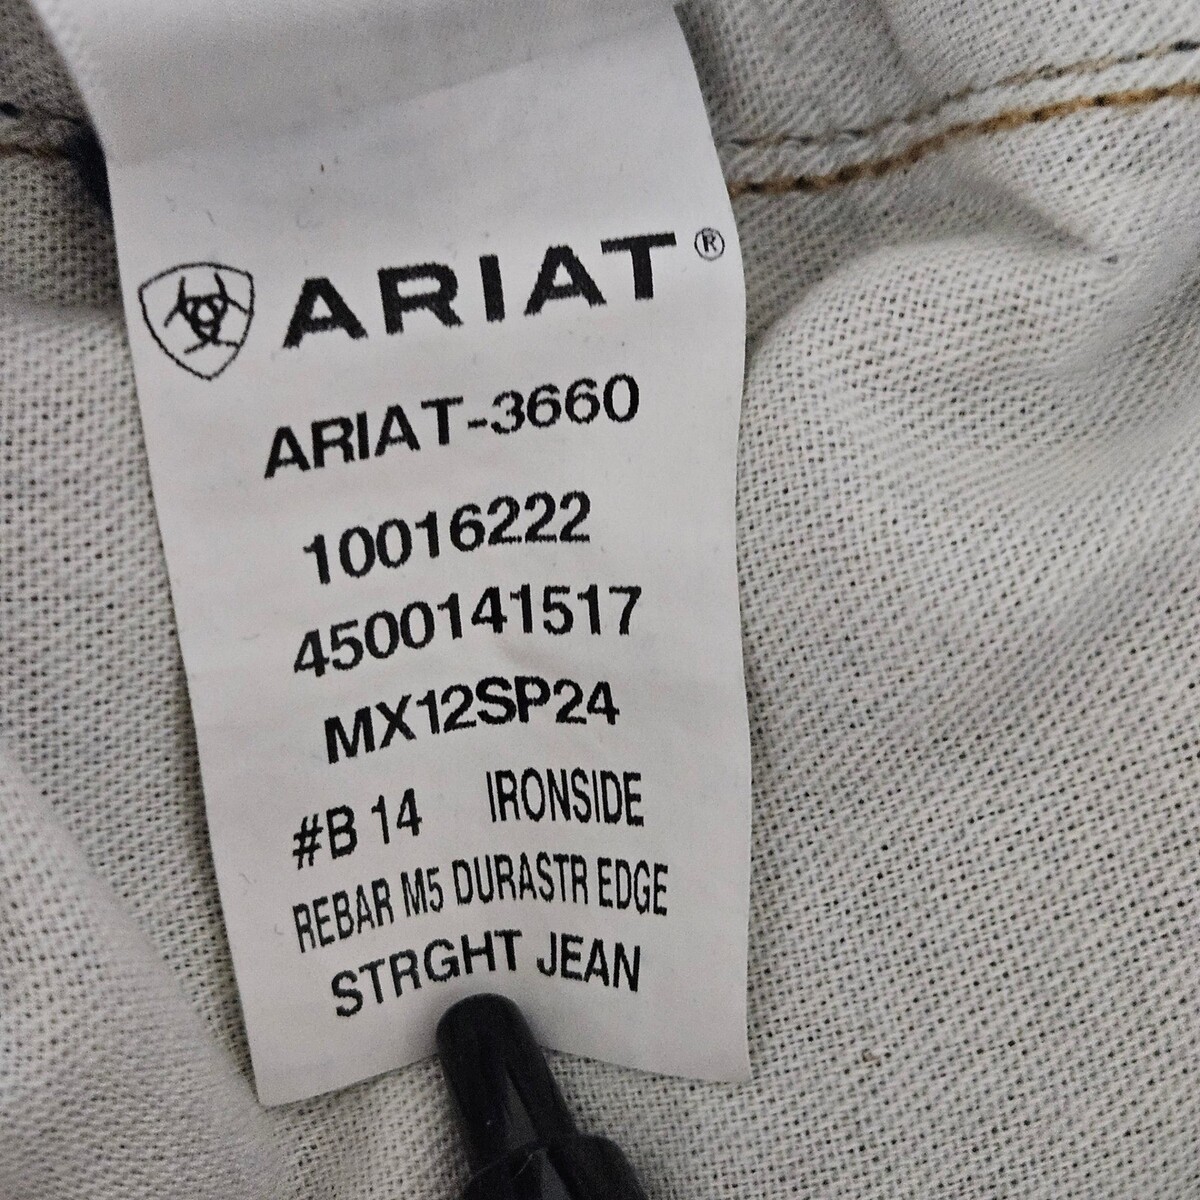 ARIAT®
ARIAT-3660
10016222
4500141517
MX12SP24
#B 14 IRONSIDE
REBAR M5 DURASTR EDGE
STRGHT JEAN